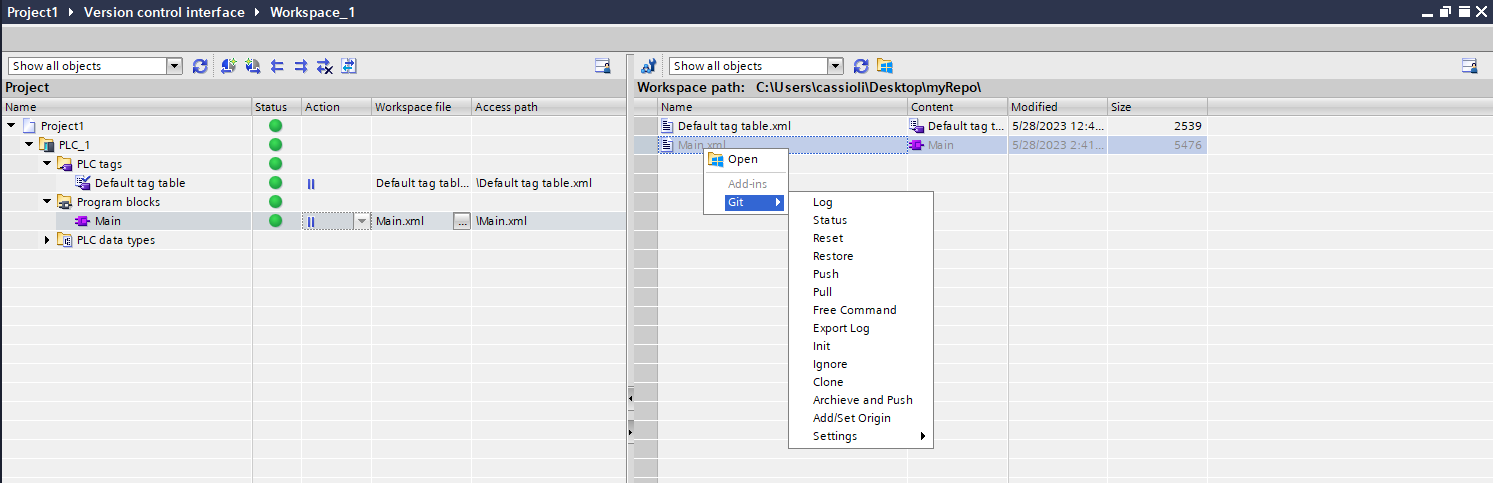 Project1 Version control interface Workspace_1
Show all objects
Project
Name Status Action Workspace file Access path
Project1
PLC_1
PLC tags
Default tag table Default tag tabl... \Default tag table.xml
Program blocks
Main Main.xml ... \Main.xml
PLC data types
Show all objects
Workspace path: C:\Users\cassioli\Desktop\myRepo\
Name Content Modified Size
Default tag table.xml Default tag t... 5/28/2023 12:4... 2539
Main.xml Main 5/28/2023 2:41... 5476
Open
Add-ins
Git
Log
Status
Reset
Restore
Push
Pull
Free Command
Export Log
Init
Ignore
Clone
Archieve and Push
Add/Set Origin
Settings